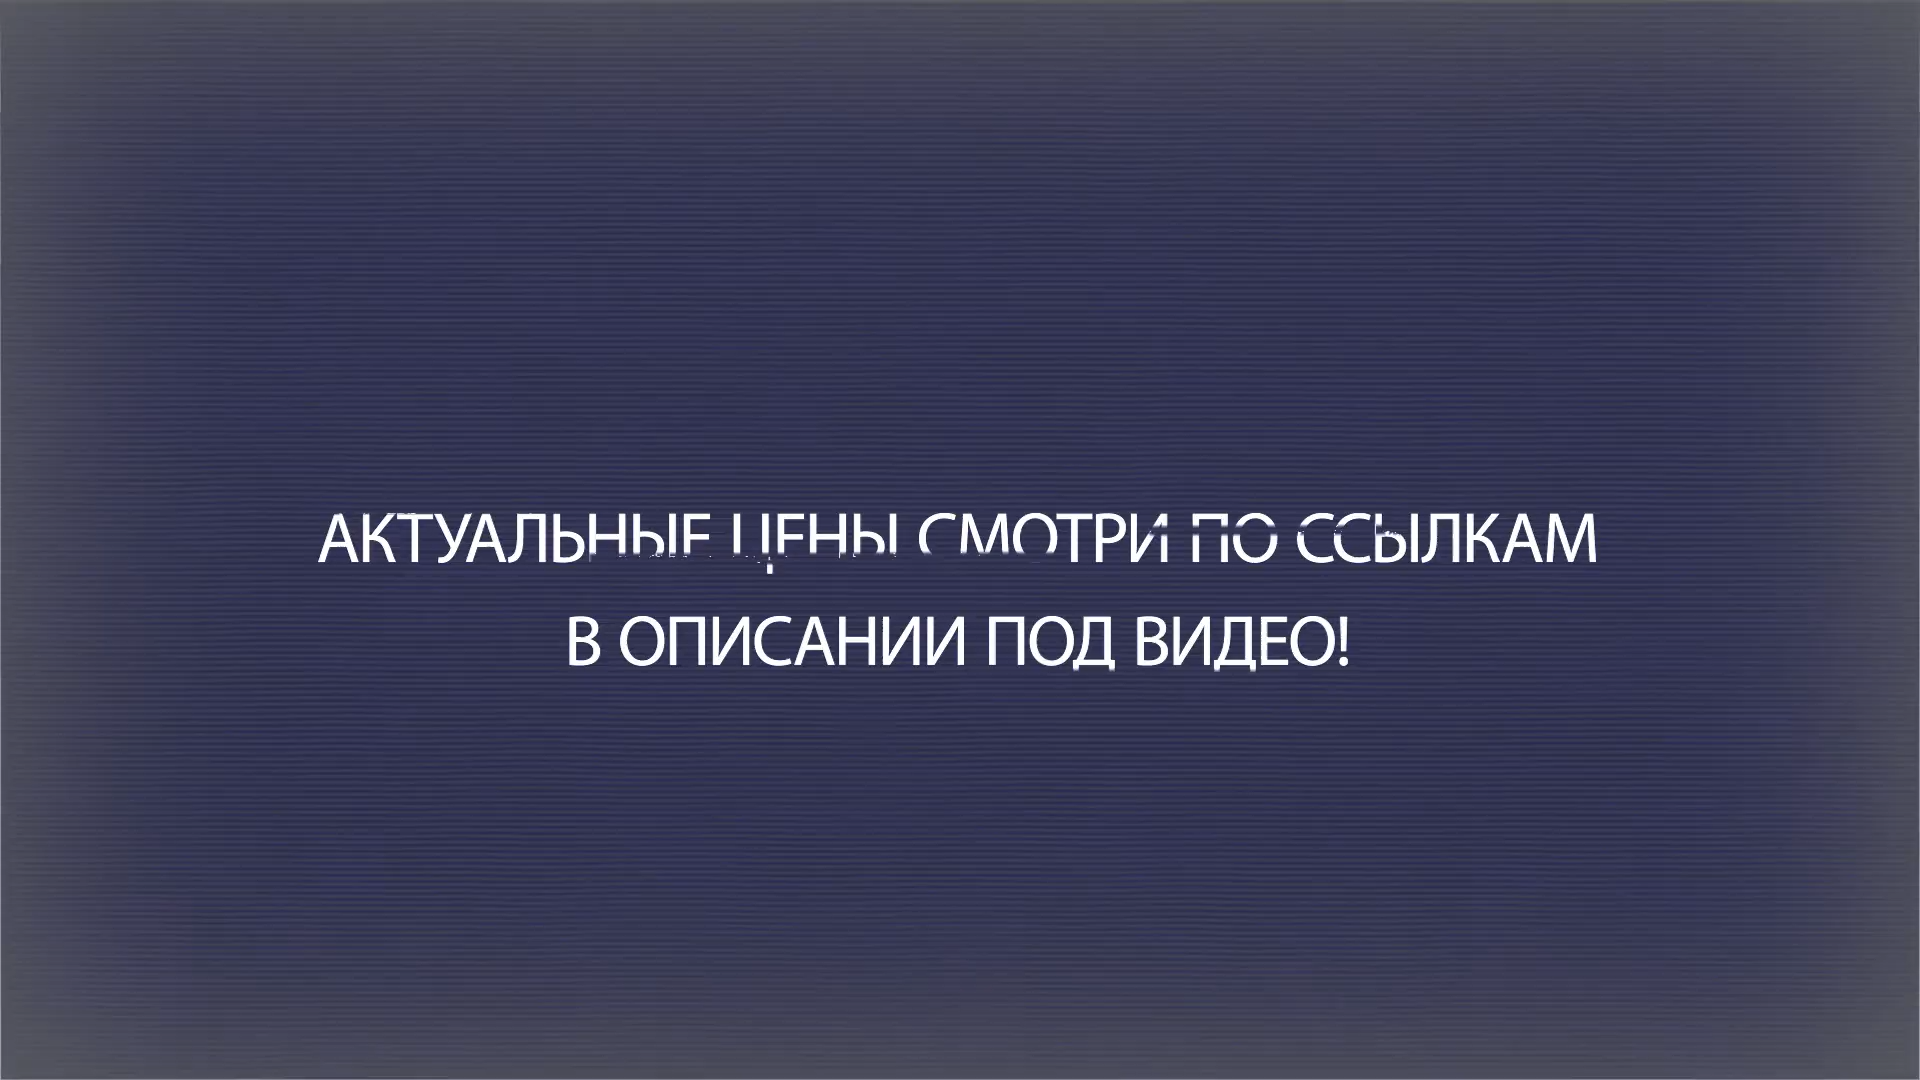 АКТУАЛЬНЫЕ ЦЕНЫ СМОТРИ ПО ССЫЛКАМ
В ОПИСАНИИ ПОД ВИДЕО!